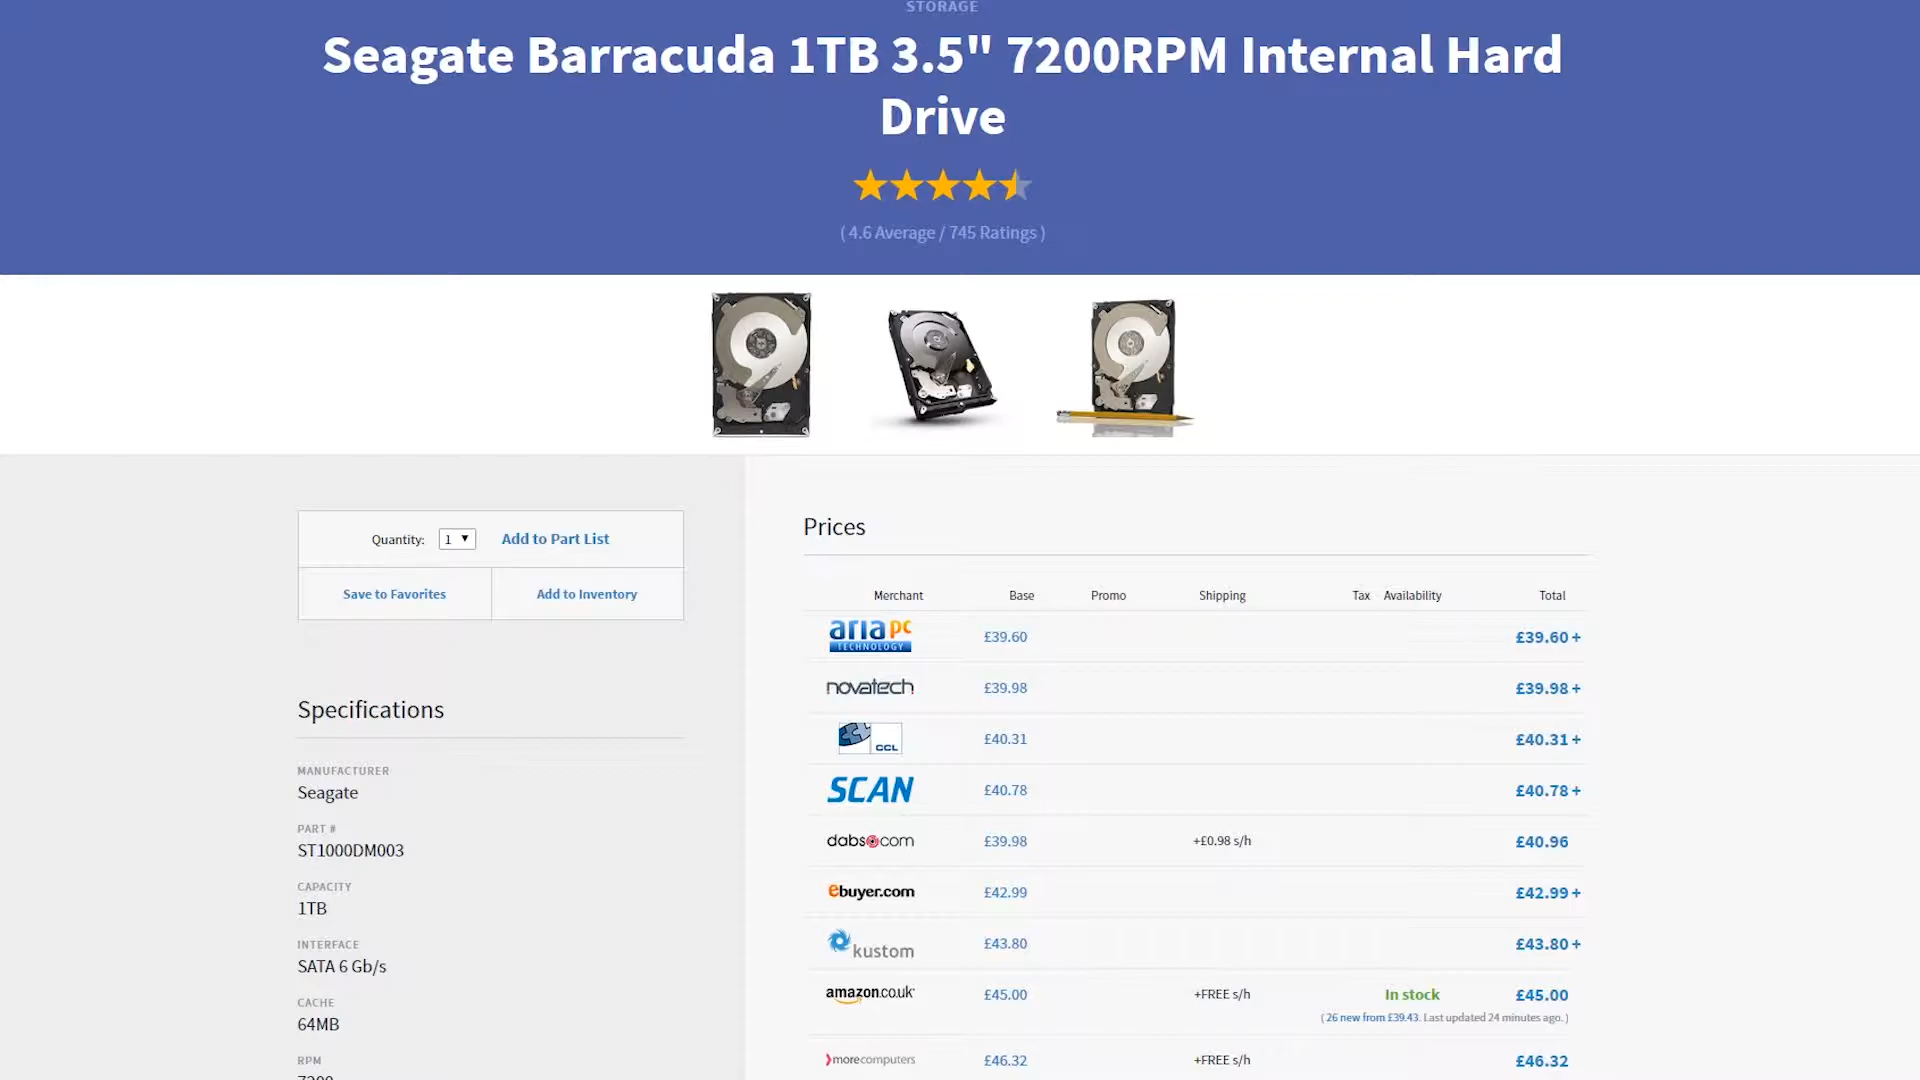 STORAGE
Seagate Barracuda 1TB 3.5" 7200RPM Internal Hard
Drive
( 4.6 Average / 745 Ratings )
Quantity: 1 Add to Part List
Save to Favorites Add to Inventory
Specifications
MANUFACTURER
Seagate
PART #
ST1000DM003
CAPACITY
1TB
INTERFACE
SATA 6 Gb/s
CACHE
64MB
RPM
7200
Prices
Merchant Base Promo Shipping Tax Availability Total
aria pc TECHNOLOGY £39.60 £39.60 +
novatech £39.98 £39.98 +
CCL £40.31 £40.31 +
SCAN £40.78 £40.78 +
dabs.com £39.98 +£0.98 s/h £40.96
ebuyer.com £42.99 £42.99 +
kustom £43.80 £43.80 +
amazon.co.uk £45.00 +FREE s/h In stock £45.00
( 26 new from £39.43. Last updated 24 minutes ago. )
morecomputers £46.32 +FREE s/h £46.32